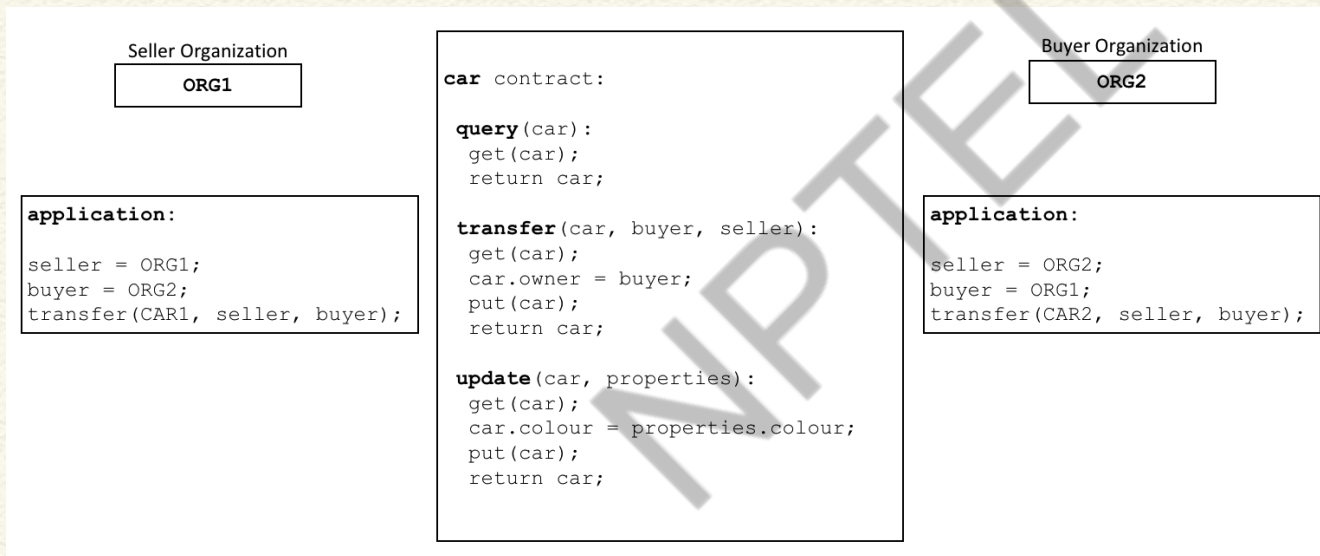 Seller Organization
ORG1
application:
seller = ORG1;
buyer = ORG2;
transfer(CAR1, seller, buyer);
car contract:
query(car):
get(car);
return car;
transfer(car, buyer, seller):
get(car);
car.owner = buyer;
put(car);
return car;
update(car, properties):
get(car);
car.colour = properties.colour;
put(car);
return car;
Buyer Organization
ORG2
application:
seller = ORG2;
buyer = ORG1;
transfer(CAR2, seller, buyer);
NPTEL